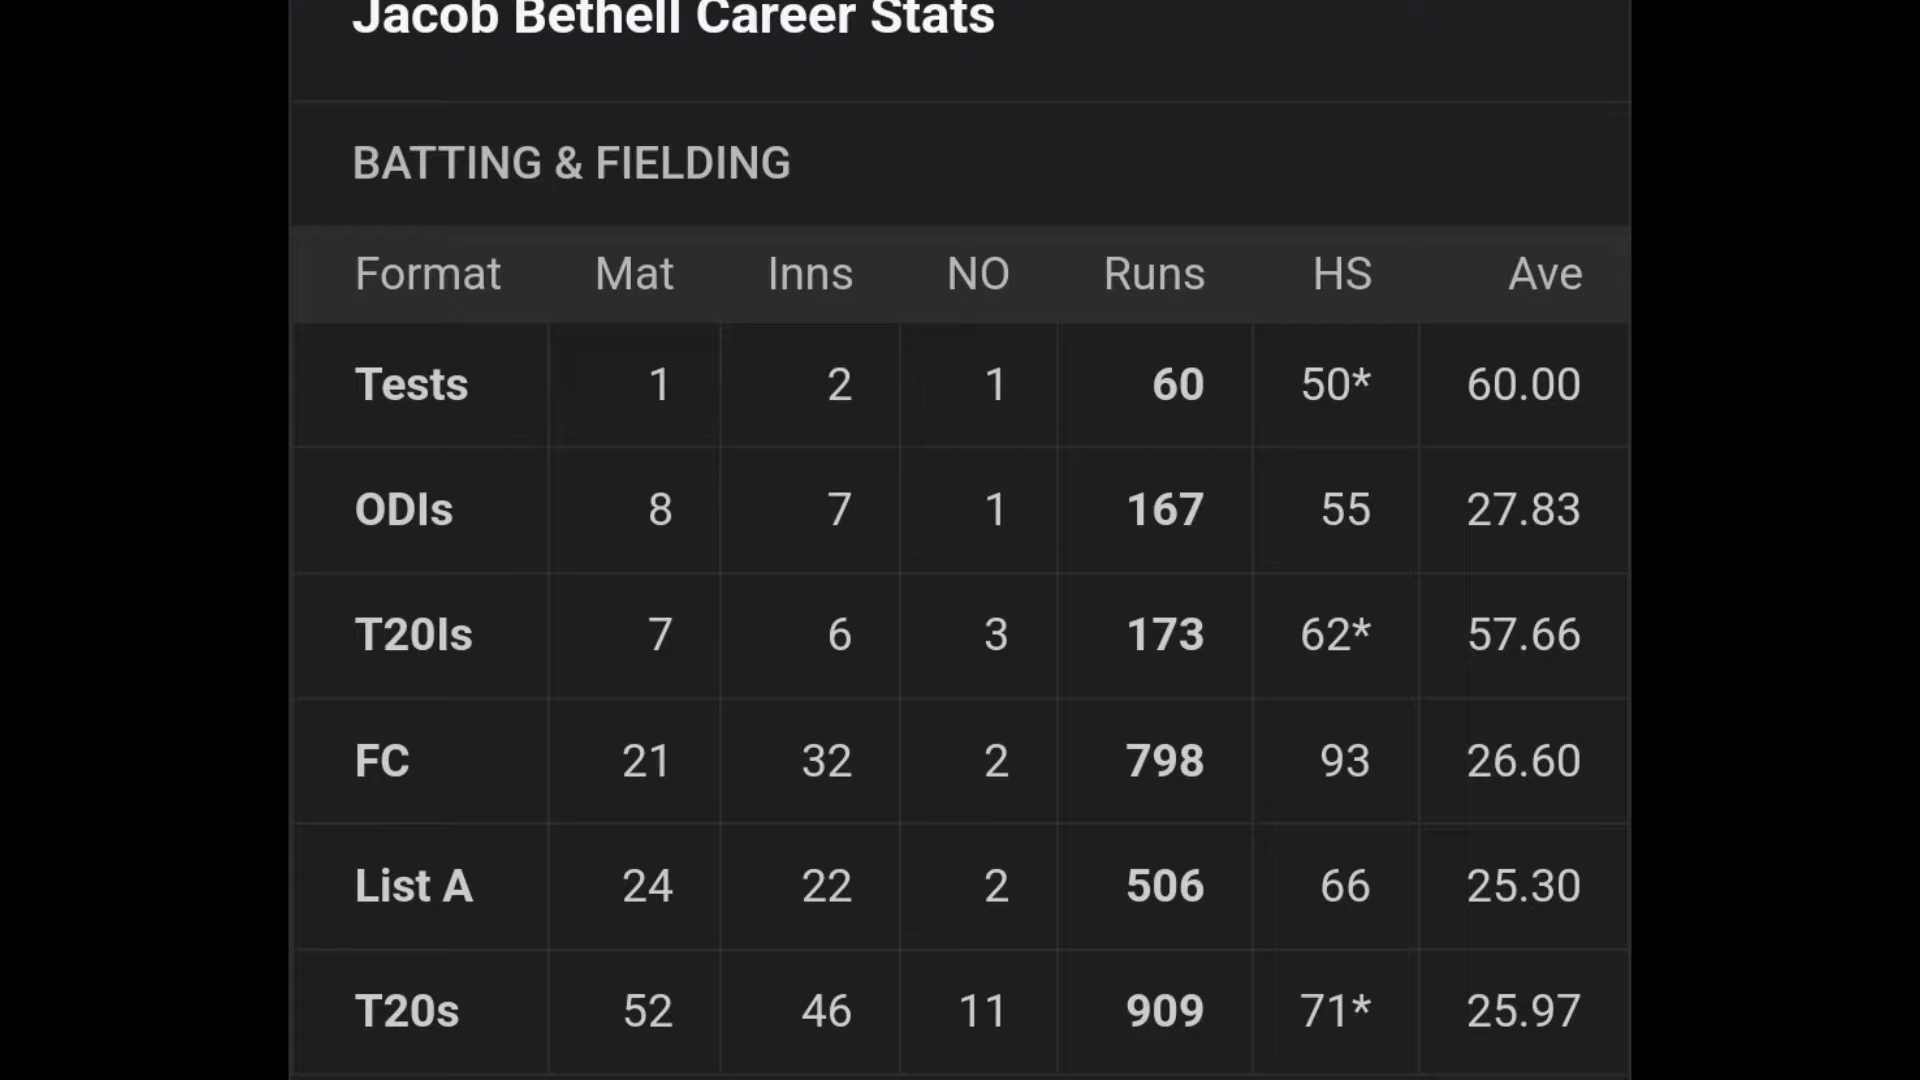 Jacob Bethell Career Stats
BATTING & FIELDING
Format Mat Inns NO Runs HS Ave
Tests 1 2 1 60 50* 60.00
ODIs 8 7 1 167 55 27.83
T20Is 7 6 3 173 62* 57.66
FC 21 32 2 798 93 26.60
List A 24 22 2 506 66 25.30
T20s 52 46 11 909 71* 25.97